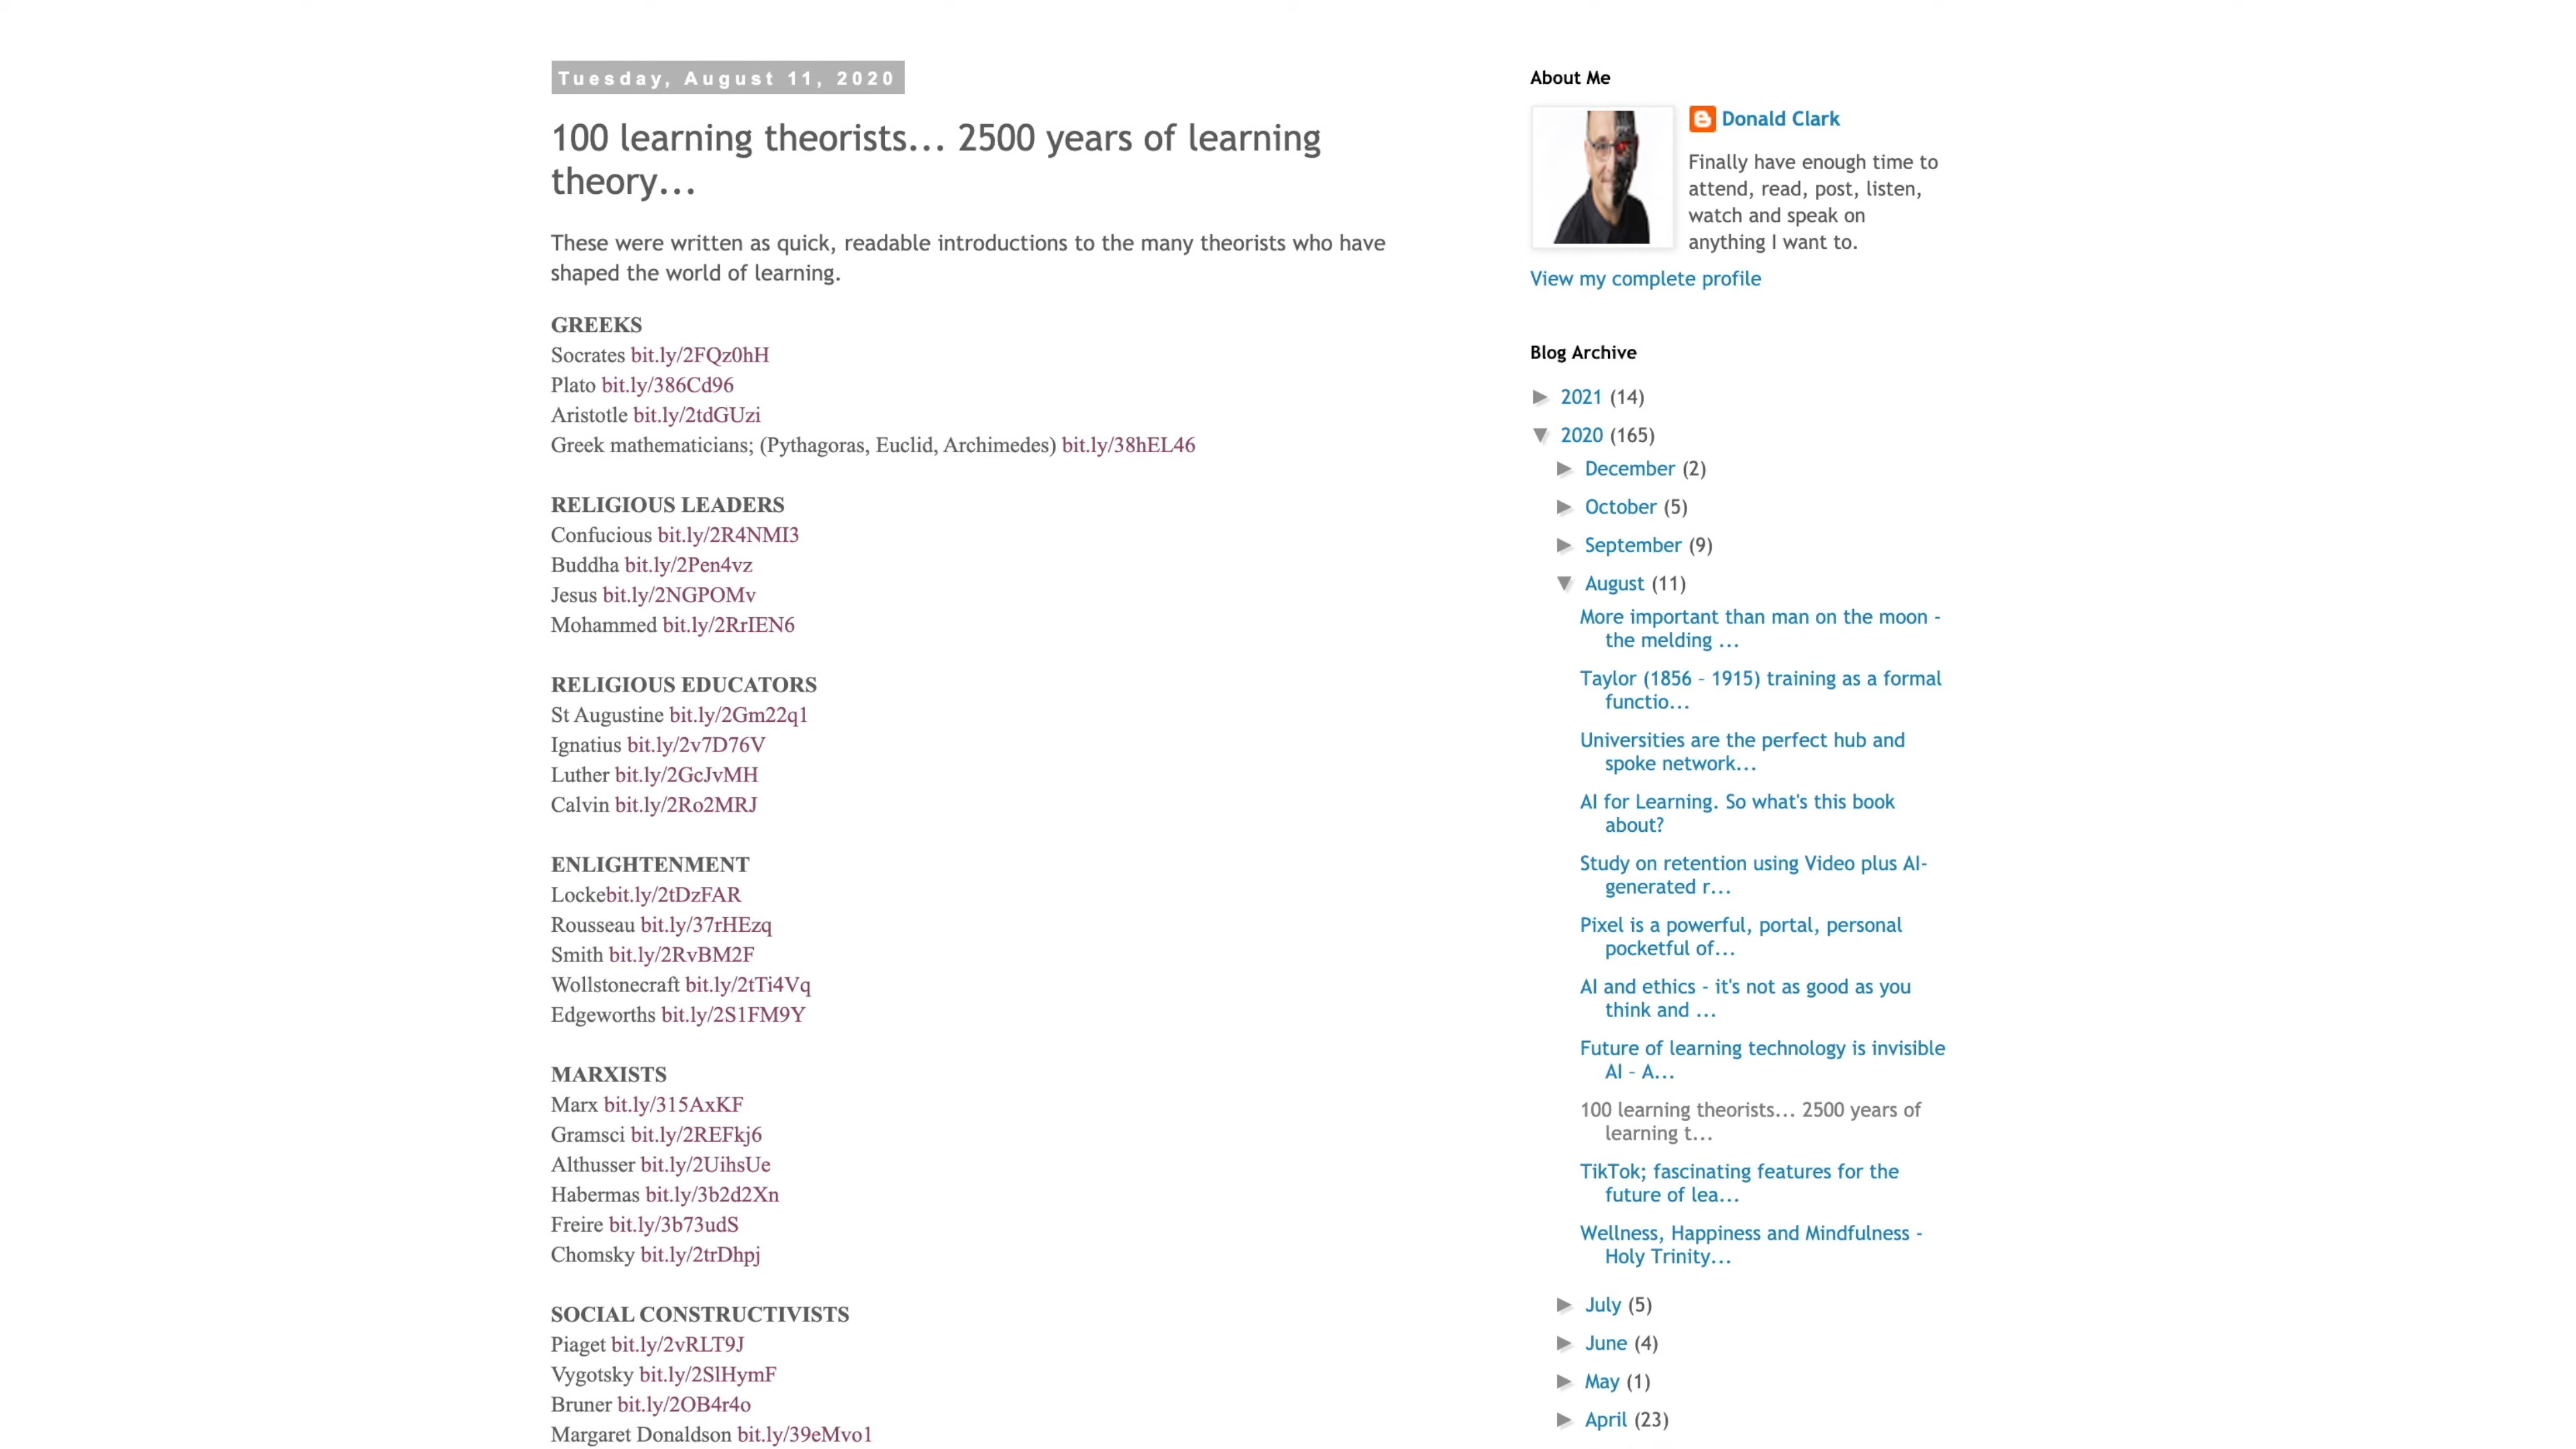 Tuesday, August 11, 2020
100 learning theorists... 2500 years of learning
theory...
These were written as quick, readable introductions to the many theorists who have
shaped the world of learning.
GREEKS
Socrates bit.ly/2FQz0hH
Plato bit.ly/386Cd96
Aristotle bit.ly/2tdGUzi
Greek mathematicians; (Pythagoras, Euclid, Archimedes) bit.ly/38hEL46
RELIGIOUS LEADERS
Confucious bit.ly/2R4NMI3
Buddha bit.ly/2Pen4vz
Jesus bit.ly/2NGPOMv
Mohammed bit.ly/2RrIEN6
RELIGIOUS EDUCATORS
St Augustine bit.ly/2Gm22q1
Ignatius bit.ly/2v7D76V
Luther bit.ly/2GcJvMH
Calvin bit.ly/2Ro2MRJ
ENLIGHTENMENT
Lockebit.ly/2tDzFAR
Rousseau bit.ly/37rHEzq
Smith bit.ly/2RvBM2F
Wollstonecraft bit.ly/2tTi4Vq
Edgeworths bit.ly/2S1FM9Y
MARXISTS
Marx bit.ly/315AxKF
Gramsci bit.ly/2REFkj6
Althusser bit.ly/2UihsUe
Habermas bit.ly/3b2d2Xn
Freire bit.ly/3b73udS
Chomsky bit.ly/2trDhpj
SOCIAL CONSTRUCTIVISTS
Piaget bit.ly/2vRLT9J
Vygotsky bit.ly/2SlHymF
Bruner bit.ly/2OB4r4o
Margaret Donaldson bit.ly/39eMvo1
About Me
Donald Clark
Finally have enough time to
attend, read, post, listen,
watch and speak on
anything I want to.
View my complete profile
Blog Archive
► 2021 (14)
▼ 2020 (165)
► December (2)
► October (5)
► September (9)
▼ August (11)
More important than man on the moon -
the melding ...
Taylor (1856 – 1915) training as a formal
functio...
Universities are the perfect hub and
spoke network...
AI for Learning. So what's this book
about?
Study on retention using Video plus AI-
generated r...
Pixel is a powerful, portal, personal
pocketful of...
AI and ethics - it's not as good as you
think and ...
Future of learning technology is invisible
AI – A...
100 learning theorists... 2500 years of
learning t...
TikTok; fascinating features for the
future of lea...
Wellness, Happiness and Mindfulness -
Holy Trinity...
► July (5)
► June (4)
► May (1)
► April (23)